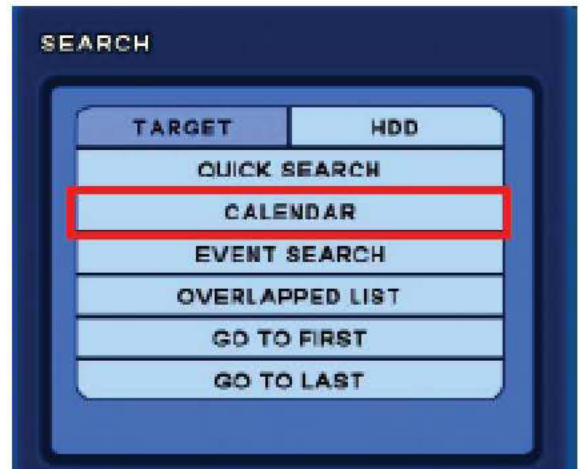 SEARCH
TARGET HDD
QUICK SEARCH
CALENDAR
EVENT SEARCH
OVERLAPPED LIST
GO TO FIRST
GO TO LAST